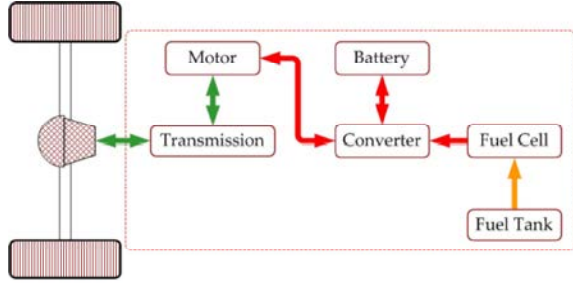 Motor
Battery
Transmission
Converter
Fuel Cell
Fuel Tank